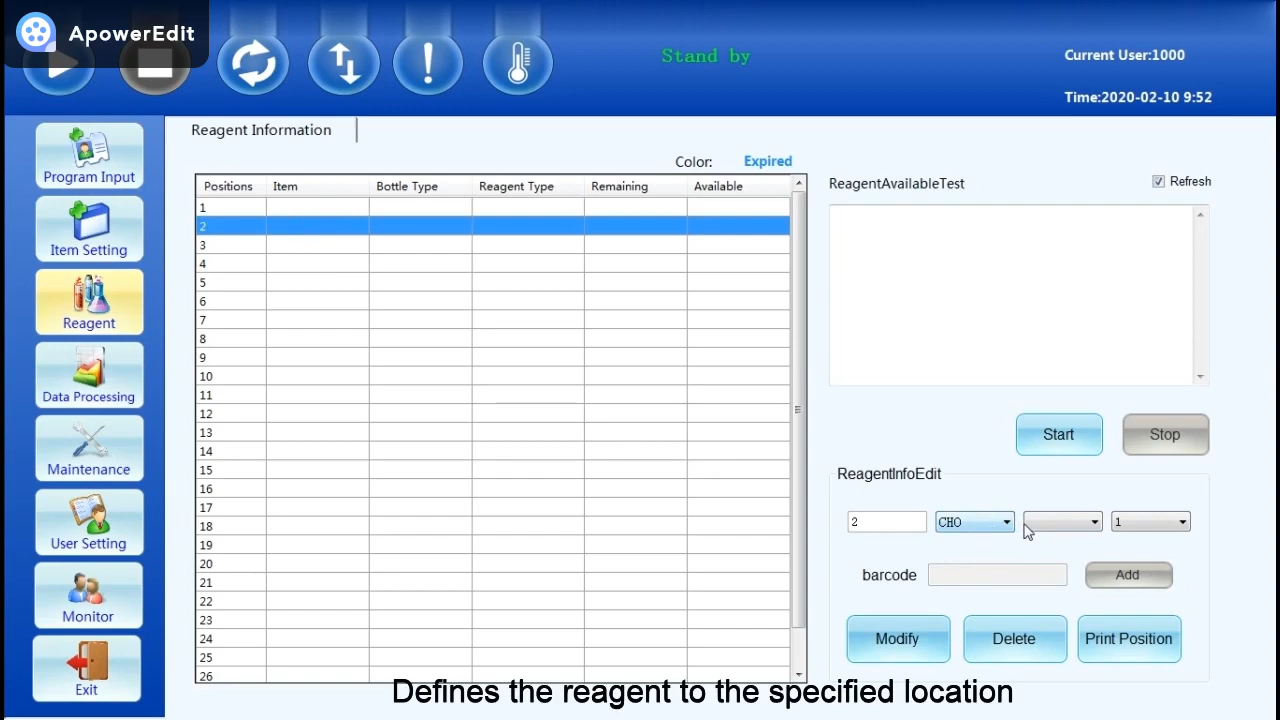 ApowerEdit
Stand by
Current User:1000
Time:2020-02-10 9:52
Program Input
Item Setting
Reagent
Data Processing
Maintenance
User Setting
Monitor
Exit
Reagent Information
Color: Expired
Positions Item Bottle Type Reagent Type Remaining Available
1
2
3
4
5
6
7
8
9
10
11
12
13
14
15
16
17
18
19
20
21
22
23
24
25
26
ReagentAvailableTest
Refresh
Start Stop
ReagentInfoEdit
2 CHO 1
barcode Add
Modify Delete Print Position
Defines the reagent to the specified location